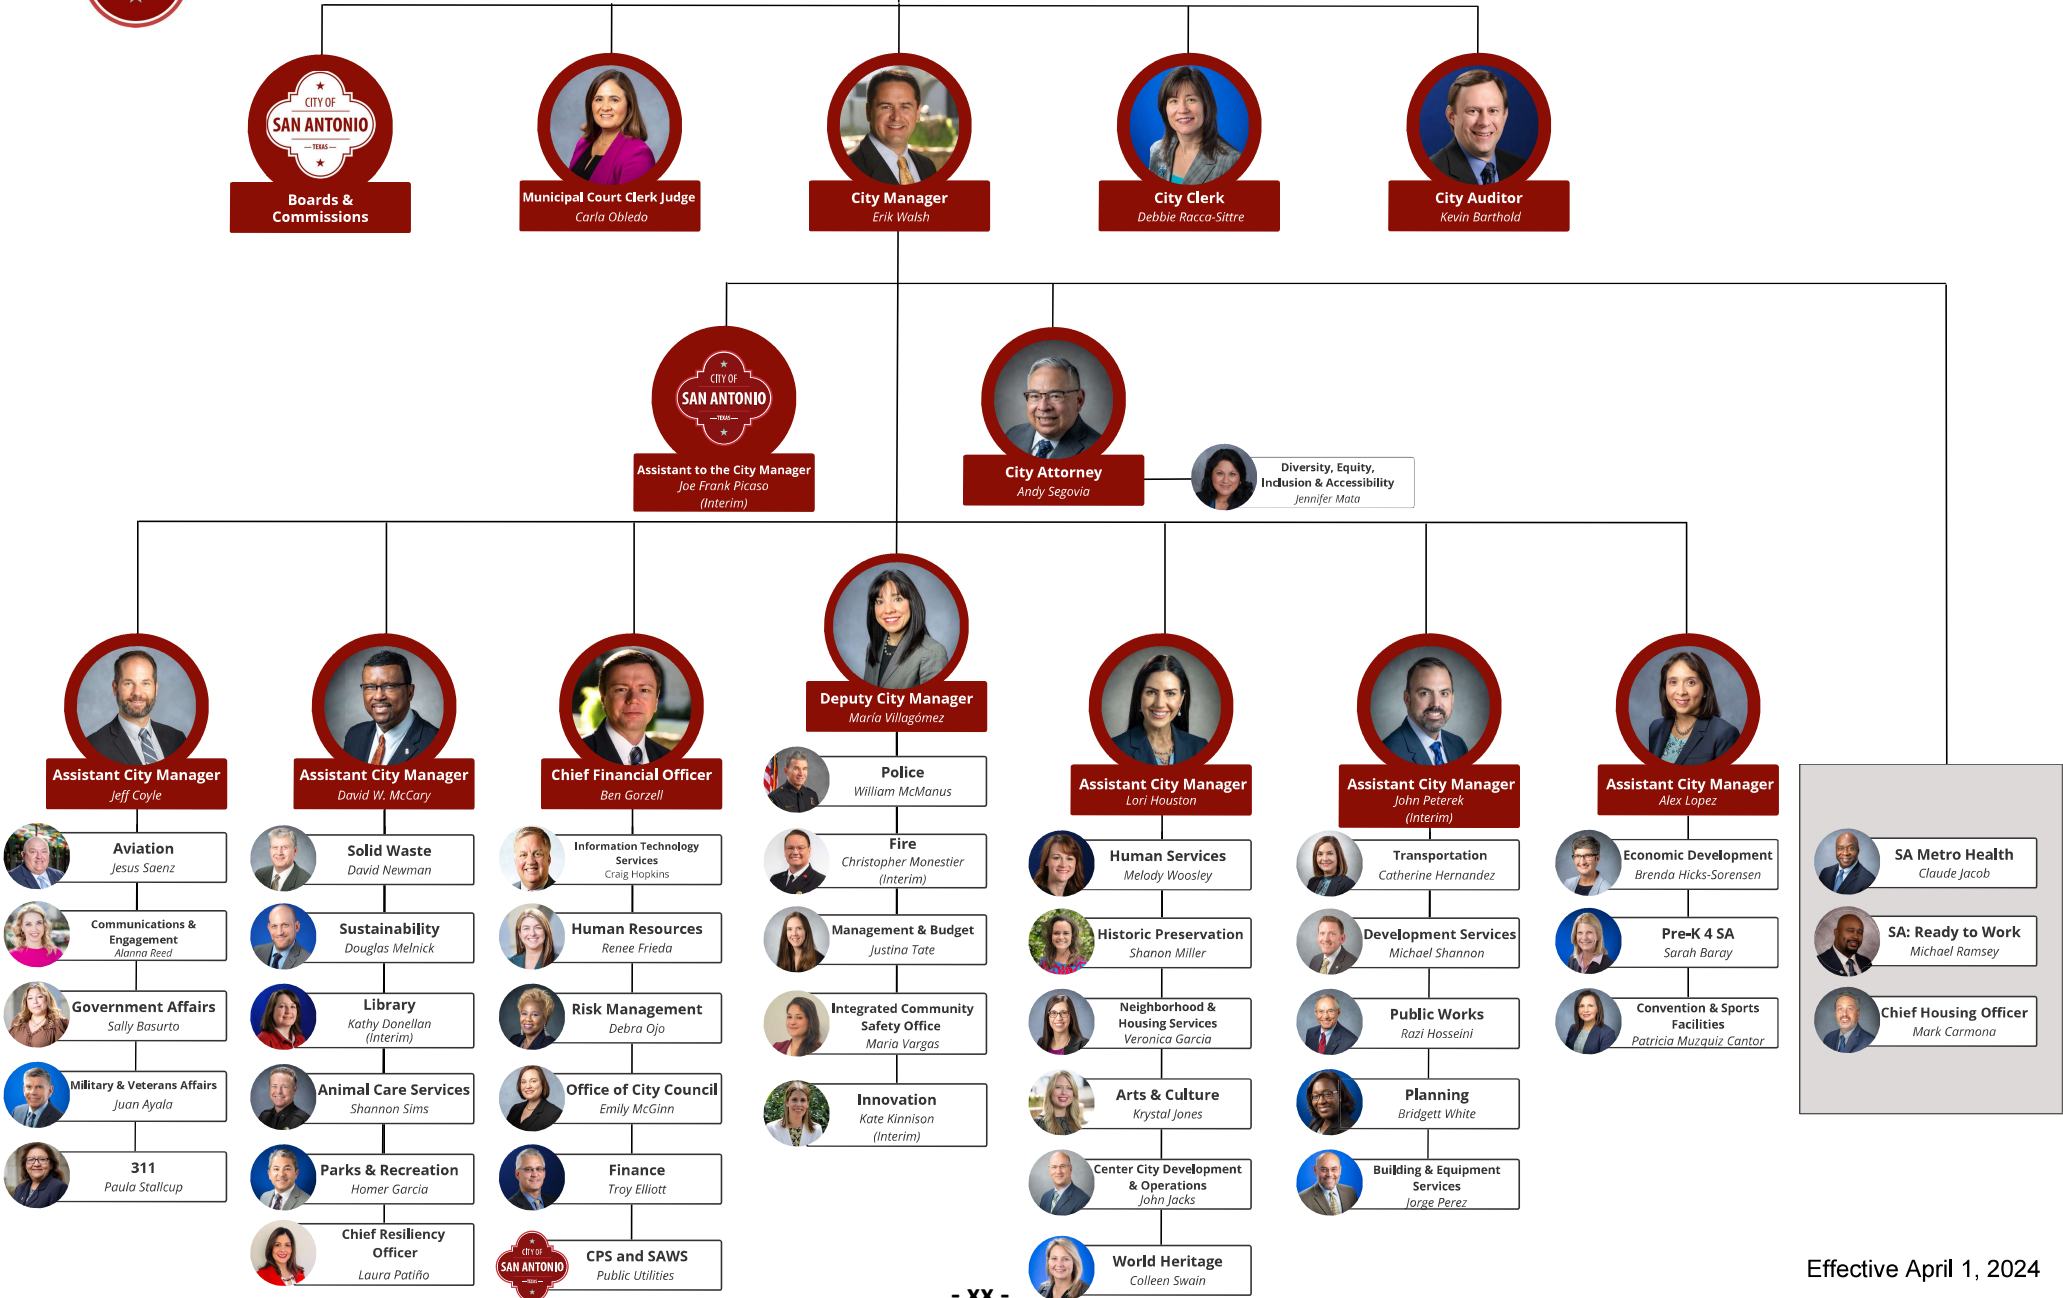 CITY OF
SAN ANTONIO
TEXAS
Boards &
Commissions
Municipal Court Clerk Judge
Carla Obledo
City Manager
Erik Walsh
City Clerk
Debbie Racca-Sittre
City Auditor
Kevin Barthold
CITY OF
SAN ANTONIO
TEXAS
Assistant to the City Manager
Joe Frank Picaso
(Interim)
City Attorney
Andy Segovia
Diversity, Equity,
Inclusion & Accessibility
Jennifer Mata
Assistant City Manager
Jeff Coyle
Aviation
Jesus Saenz
Communications &
Engagement
Alanna Reed
Government Affairs
Sally Basurto
Military & Veterans Affairs
Juan Ayala
311
Paula Stallcup
Assistant City Manager
David W. McCary
Solid Waste
David Newman
Sustainability
Douglas Melnick
Library
Kathy Donellan
(Interim)
Animal Care Services
Shannon Sims
Parks & Recreation
Homer Garcia
Chief Resiliency
Officer
Laura Patiño
Chief Financial Officer
Ben Gorzell
Information Technology
Services
Craig Hopkins
Human Resources
Renee Frieda
Risk Management
Debra Ojo
Office of City Council
Emily McGinn
Finance
Troy Elliott
CITY OF
SAN ANTONIO
TEXAS
CPS and SAWS
Public Utilities
Deputy City Manager
María Villagómez
Police
William McManus
Fire
Christopher Monestier
(Interim)
Management & Budget
Justina Tate
Integrated Community
Safety Office
Maria Vargas
Innovation
Kate Kinnison
(Interim)
Assistant City Manager
Lori Houston
Human Services
Melody Woosley
Historic Preservation
Shanon Miller
Neighborhood &
Housing Services
Veronica Garcia
Arts & Culture
Krystal Jones
Center City Development
& Operations
John Jacks
World Heritage
Colleen Swain
Assistant City Manager
John Peterek
(Interim)
Transportation
Catherine Hernandez
Development Services
Michael Shannon
Public Works
Razi Hosseini
Planning
Bridgett White
Building & Equipment
Services
Jorge Perez
Assistant City Manager
Alex Lopez
Economic Development
Brenda Hicks-Sorensen
Pre-K 4 SA
Sarah Baray
Convention & Sports
Facilities
Patricia Muzquiz Cantor
SA Metro Health
Claude Jacob
SA: Ready to Work
Michael Ramsey
Chief Housing Officer
Mark Carmona
Effective April 1, 2024
- xx -